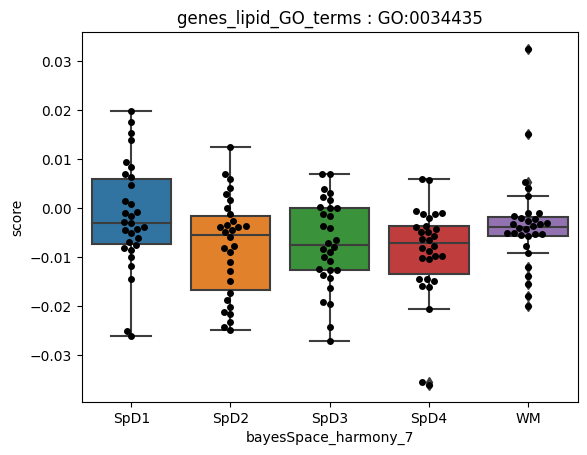 genes_lipid_GO_terms : GO:0034435
0.03
0.02
0.01
0.00
−0.01
−0.02
−0.03
score
SpD1 SpD2 SpD3 SpD4 WM
bayesSpace_harmony_7